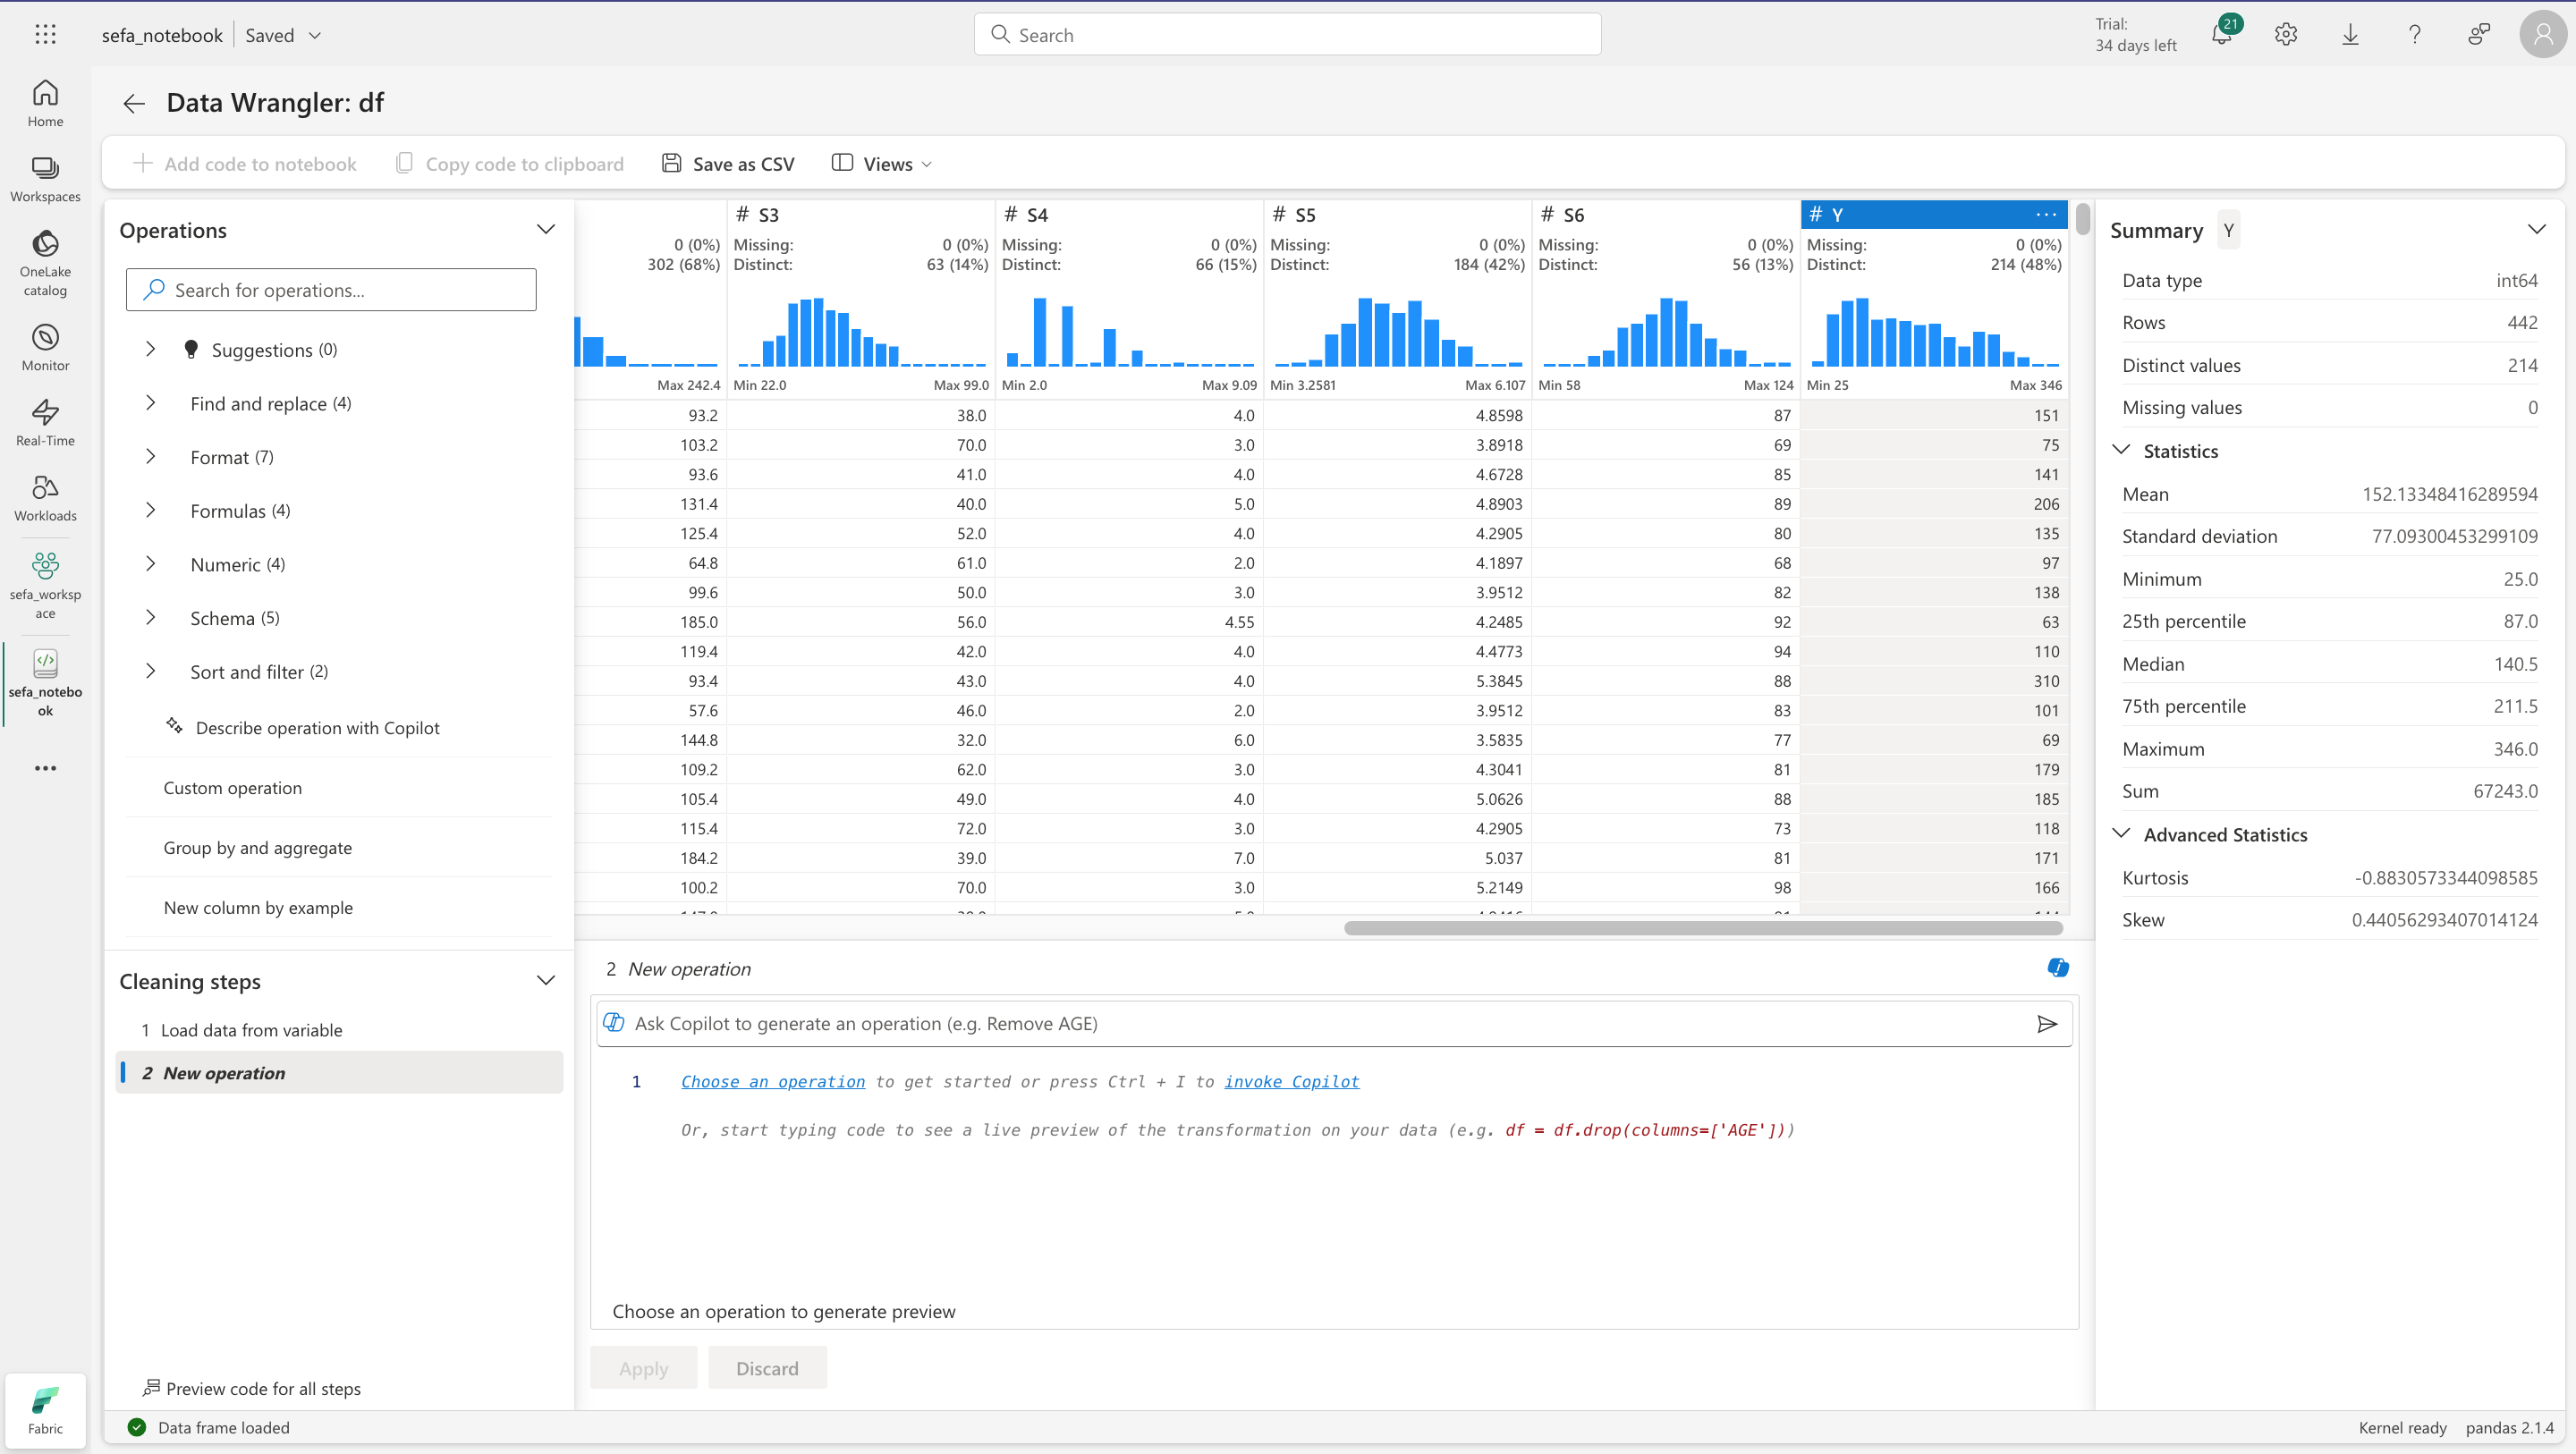 sefa_notebook
Saved
Search
Trial:
34 days left
21
Home
Workspaces
OneLake
catalog
Monitor
Real-Time
Workloads
sefa_worksp
ace
sefa_notebo
ok
Fabric
Data Wrangler: df
Add code to notebook
Copy code to clipboard
Save as CSV
Views
Operations
Search for operations...
Suggestions (0)
Find and replace (4)
Format (7)
Formulas (4)
Numeric (4)
Schema (5)
Sort and filter (2)
Describe operation with Copilot
Custom operation
Group by and aggregate
New column by example
Cleaning steps
1 Load data from variable
2 New operation
Preview code for all steps
# S3 # S4 # S5 # S6 # Y
0 (0%) Missing: 0 (0%) Missing: 0 (0%) Missing: 0 (0%) Missing: 0 (0%) Missing: 0 (0%)
302 (68%) Distinct: 63 (14%) Distinct: 66 (15%) Distinct: 184 (42%) Distinct: 56 (13%) Distinct: 214 (48%)
Max 242.4 Min 22.0 Max 99.0 Min 2.0 Max 9.09 Min 3.2581 Max 6.107 Min 58 Max 124 Min 25 Max 346
93.2 38.0 4.0 4.8598 87 151
103.2 70.0 3.0 3.8918 69 75
93.6 41.0 4.0 4.6728 85 141
131.4 40.0 5.0 4.8903 89 206
125.4 52.0 4.0 4.2905 80 135
64.8 61.0 2.0 4.1897 68 97
99.6 50.0 3.0 3.9512 82 138
185.0 56.0 4.55 4.2485 92 63
119.4 42.0 4.0 4.4773 94 110
93.4 43.0 4.0 5.3845 88 310
57.6 46.0 2.0 3.9512 83 101
144.8 32.0 6.0 3.5835 77 69
109.2 62.0 3.0 4.3041 81 179
105.4 49.0 4.0 5.0626 88 185
115.4 72.0 3.0 4.2905 73 118
184.2 39.0 7.0 5.037 81 171
100.2 70.0 3.0 5.2149 98 166
2 New operation
Ask Copilot to generate an operation (e.g. Remove AGE)
1 Choose an operation to get started or press Ctrl + I to invoke Copilot
Or, start typing code to see a live preview of the transformation on your data (e.g. df = df.drop(columns=['AGE']))
Choose an operation to generate preview
Apply
Discard
Summary Y
Data type int64
Rows 442
Distinct values 214
Missing values 0
Statistics
Mean 152.13348416289594
Standard deviation 77.09300453299109
Minimum 25.0
25th percentile 87.0
Median 140.5
75th percentile 211.5
Maximum 346.0
Sum 67243.0
Advanced Statistics
Kurtosis -0.8830573344098585
Skew 0.44056293407014124
Data frame loaded
Kernel ready
pandas 2.1.4